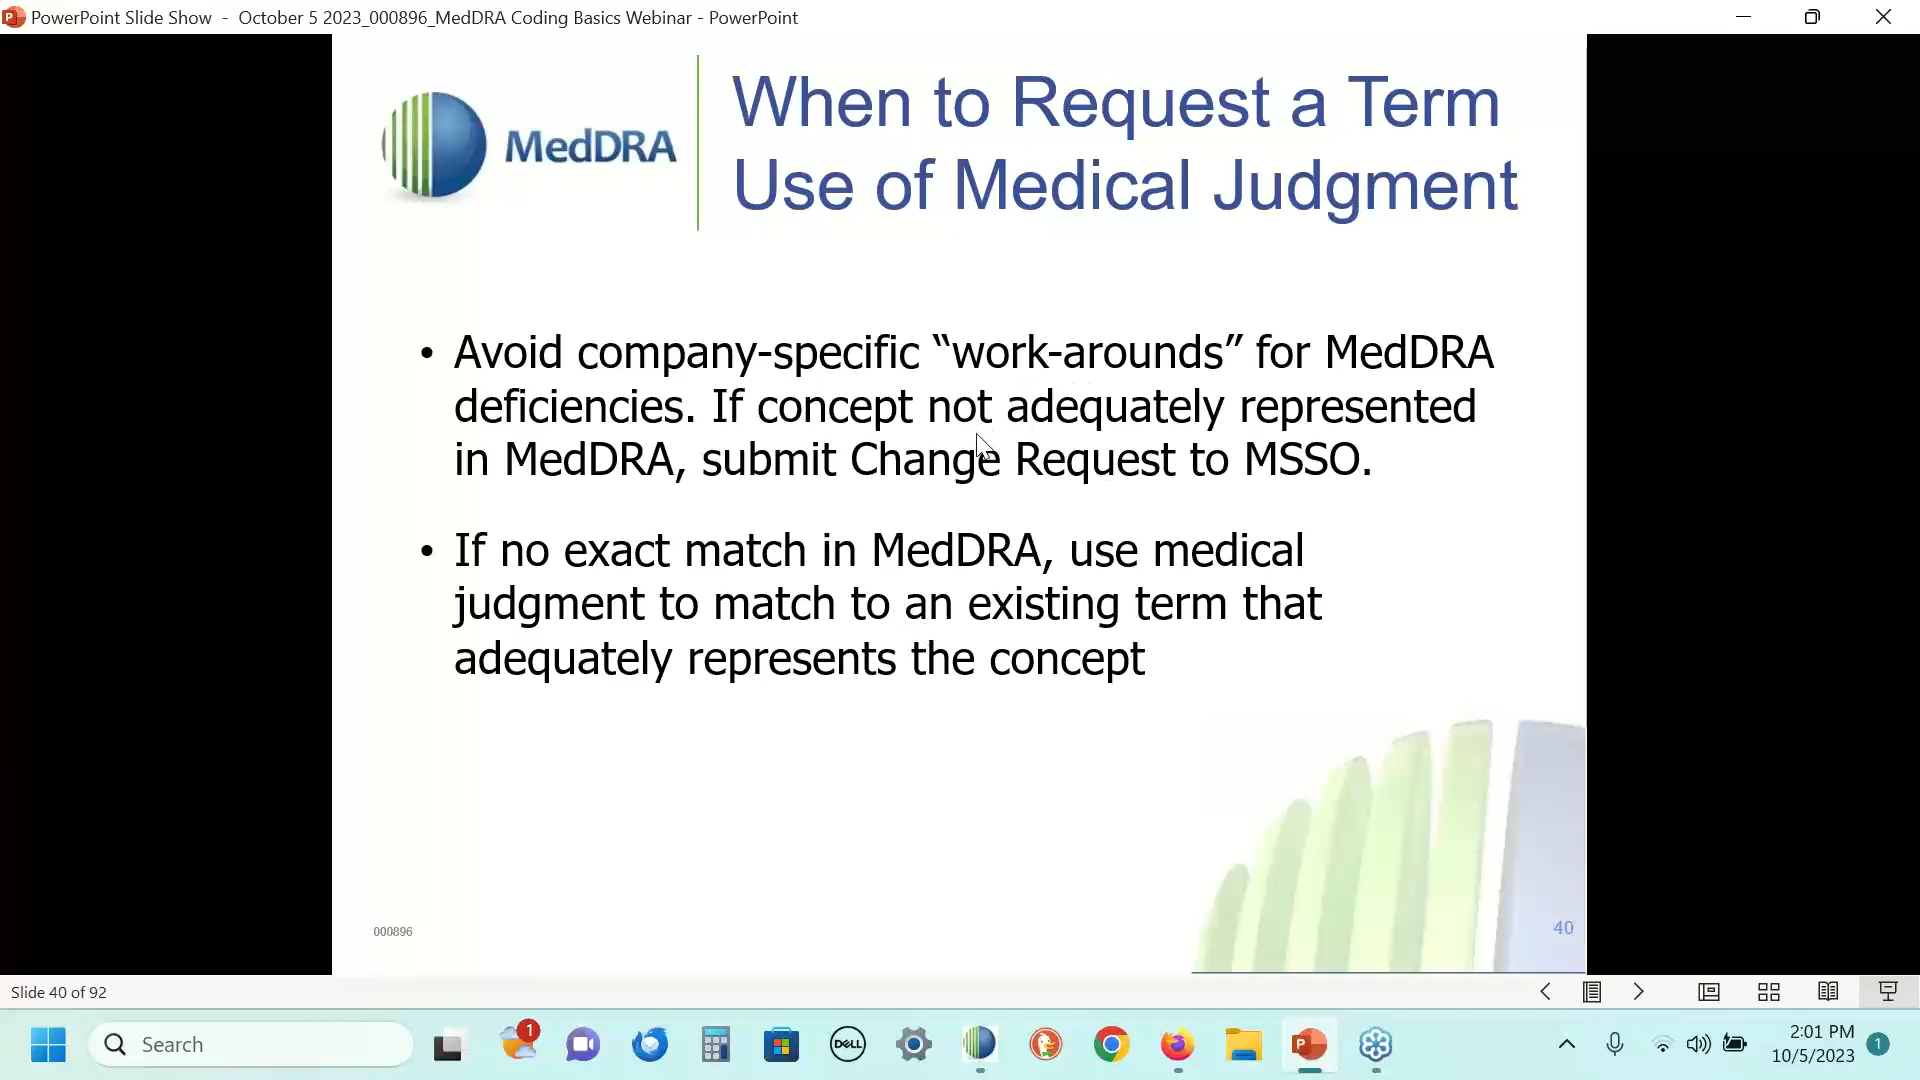 PowerPoint Slide Show - October 5 2023_000896_MedDRA Coding Basics Webinar - PowerPoint
MedDRA
When to Request a Term
Use of Medical Judgment
• Avoid company-specific “work-arounds” for MedDRA
deficiencies. If concept not adequately represented
in MedDRA, submit Change Request to MSSO.
• If no exact match in MedDRA, use medical
judgment to match to an existing term that
adequately represents the concept
000896
40
Slide 40 of 92
Search
1
DELL
2:01 PM
10/5/2023
1